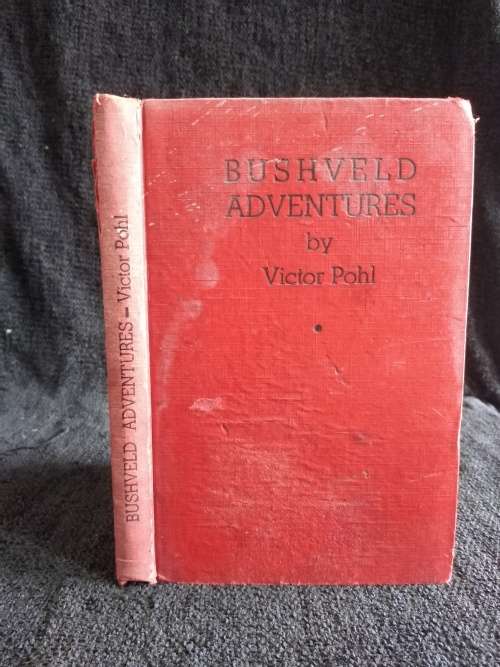 BUSHVELD ADVENTURES - Victor Pohl
BUSHVELD
ADVENTURES
by
Victor Pohl